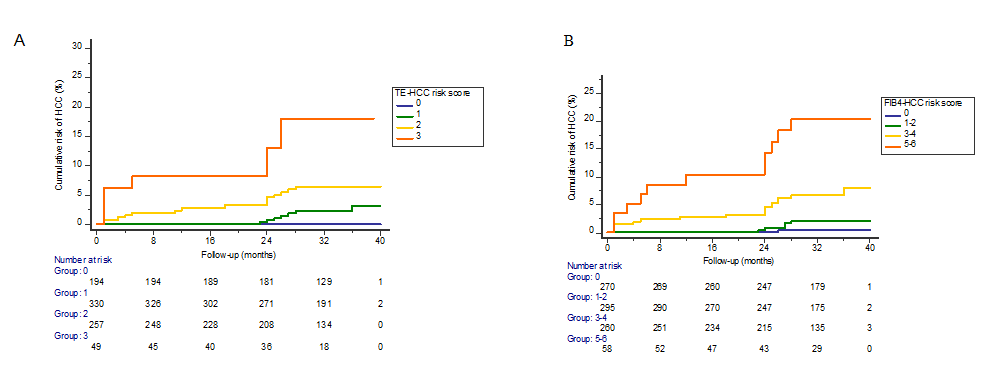 A
Cumulative risk of HCC (%)
30
25
20
15
10
5
0
TE-HCC risk score
0
1
2
3
0 8 16 24 32 40
Follow-up (months)
Number at risk
Group: 0
194 194 189 181 129 1
Group: 1
330 326 302 271 191 2
Group: 2
257 248 228 208 134 0
Group: 3
49 45 40 36 18 0
B
Cumulative risk of HCC (%)
25
20
15
10
5
0
FIB4-HCC risk score
0
1-2
3-4
5-6
0 8 16 24 32 40
Follow-up (months)
Number at risk
Group: 0
270 269 260 247 179 1
Group: 1-2
295 290 270 247 175 2
Group: 3-4
260 251 234 215 135 3
Group: 5-6
58 52 47 43 29 0